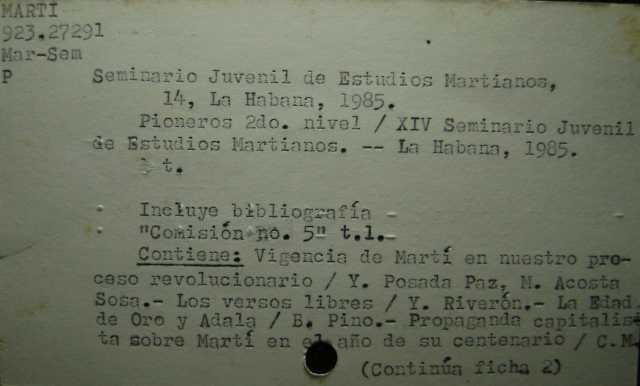 MARTI
923.27291
Mar-Sem
P Seminario Juvenil de Estudios Martianos,
14, La Habana, 1985.
Pioneros 2do. nivel / XIV Seminario Juvenil
de Estudios Martianos. -- La Habana, 1985.
t.
Incluye bibliografía
"Comisión no. 5" t.1.-
Contiene: Vigencia de Martí en nuestro pro-
ceso revolucionario / Y. Posada Paz, M. Acosta
Sosa.- Los versos libres / Y. Riverón.- La Edad
de Oro y Adala / B. Pino.- Propaganda capitalis-
ta sobre Martí en el año de su centenario / C.M.
(Continúa ficha 2)